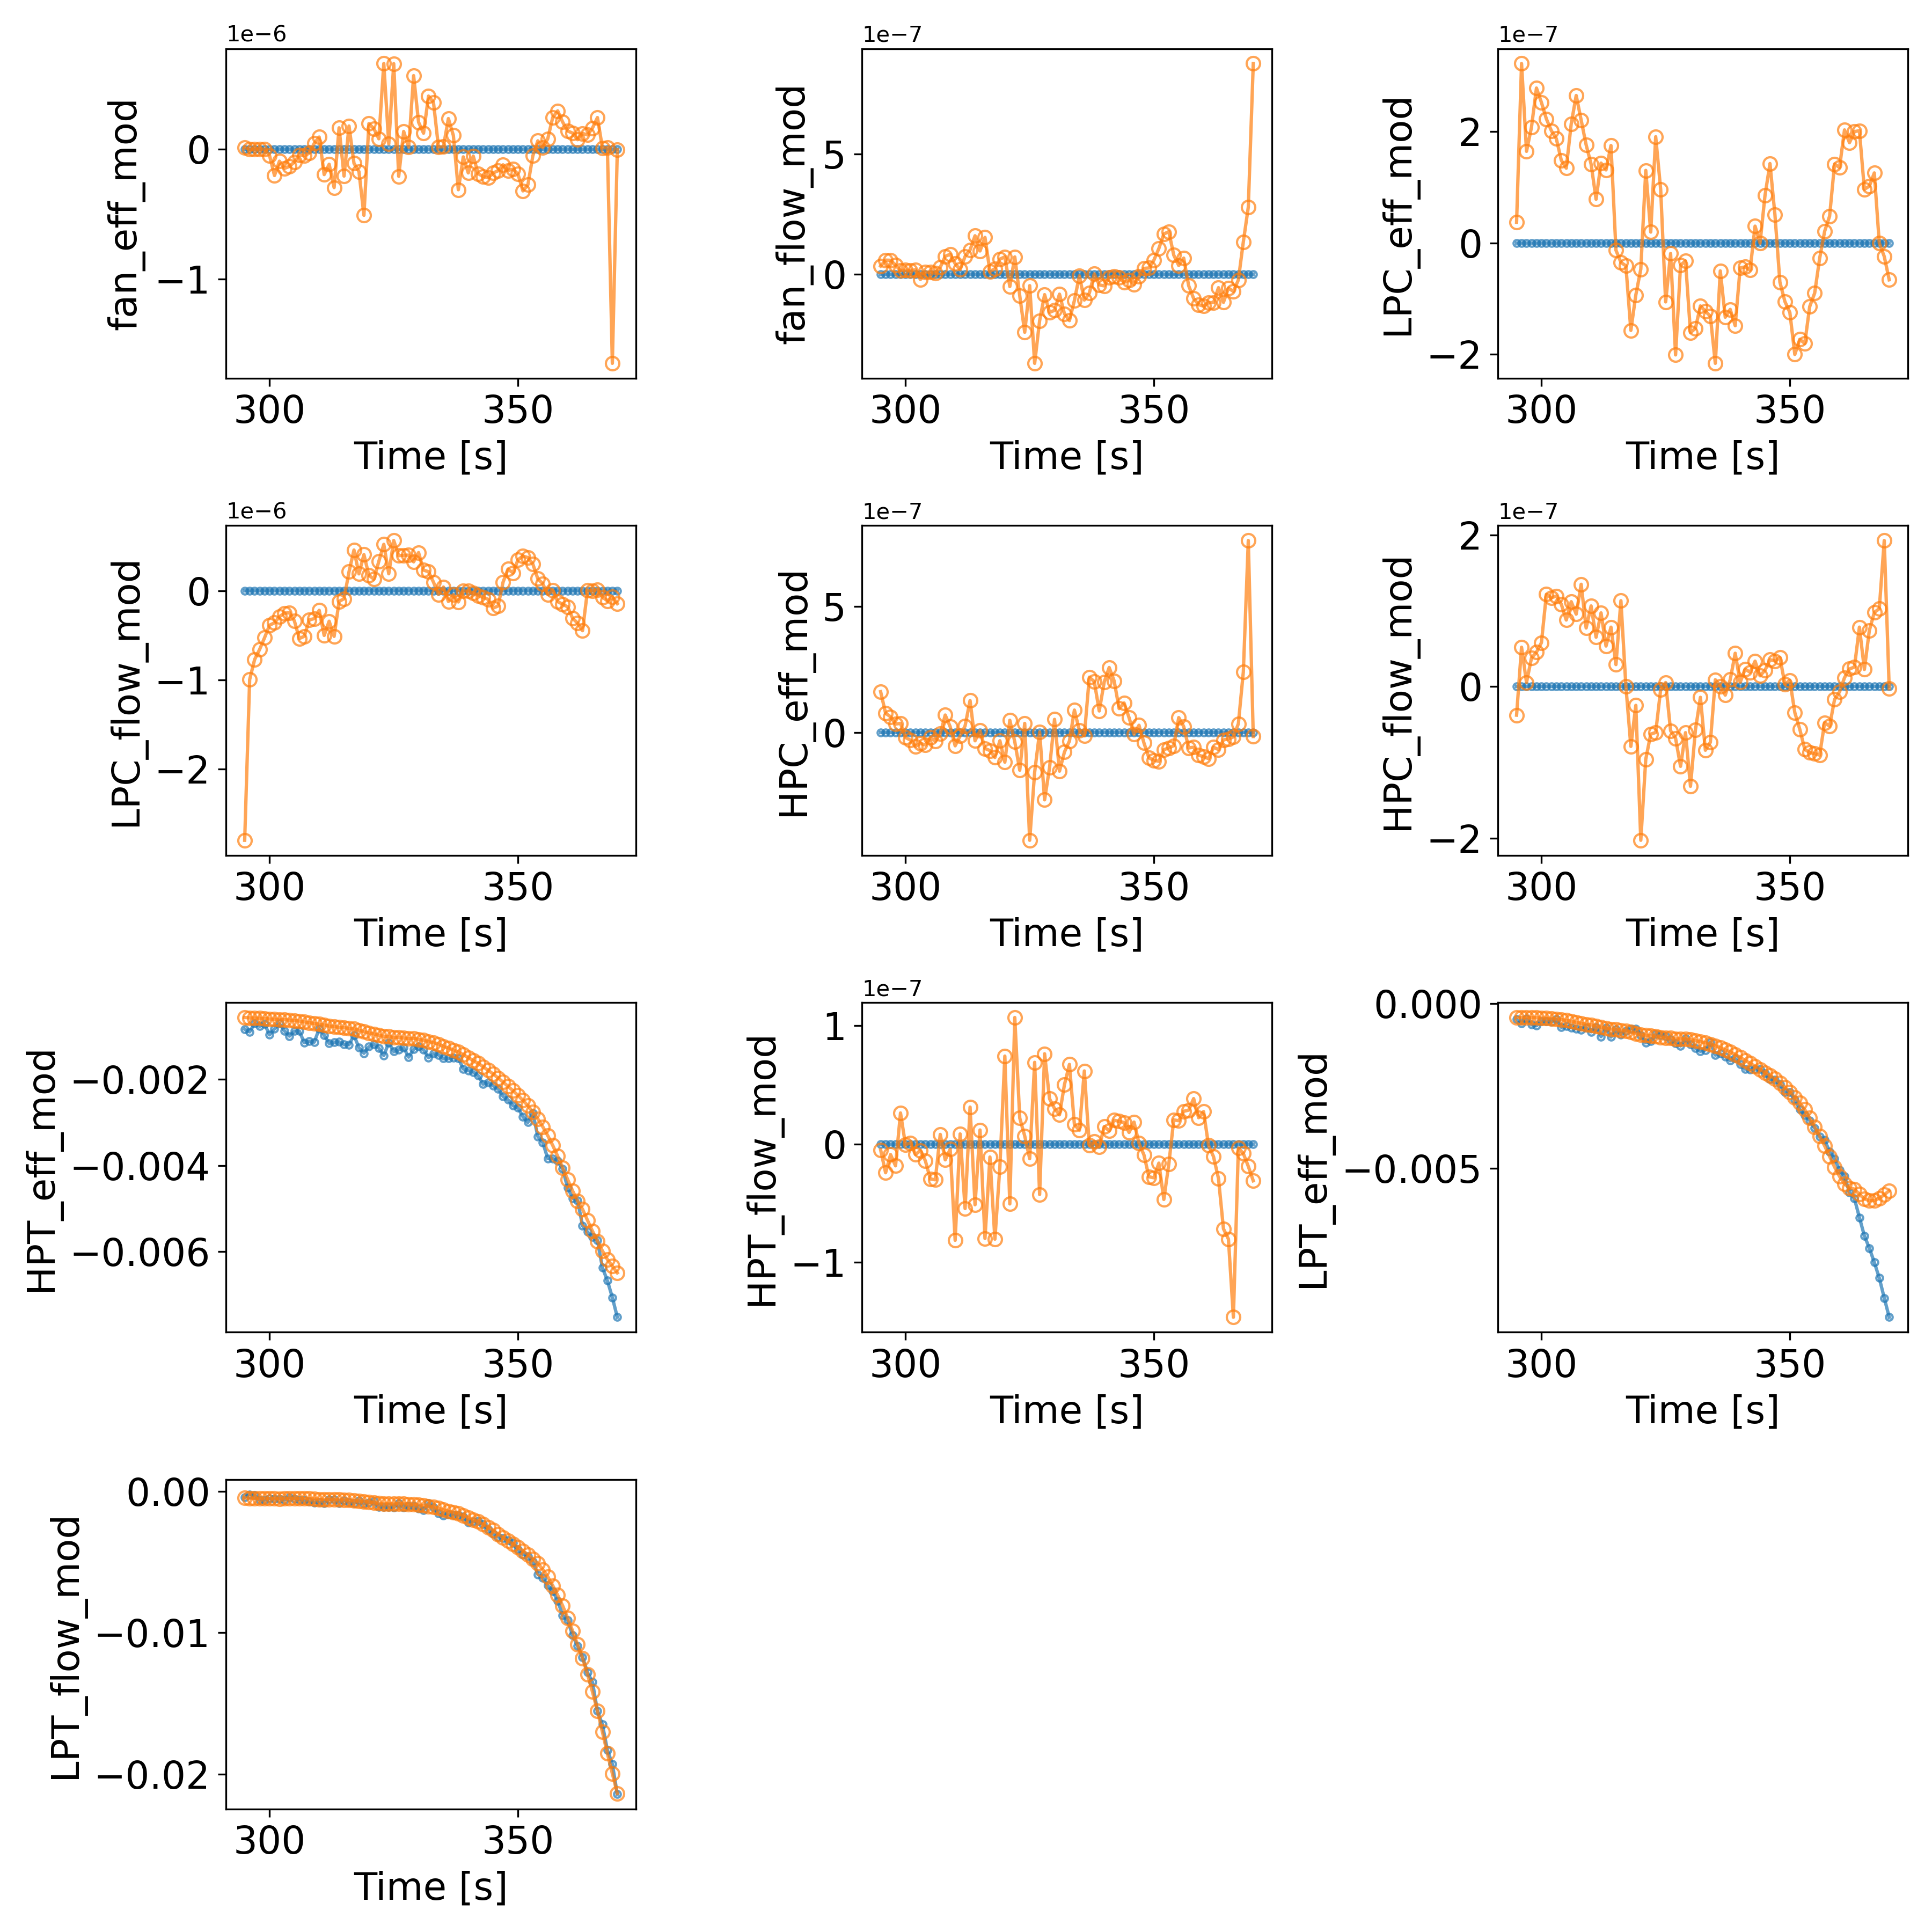 1e−6
fan_eff_mod
0
−1
300 350
Time [s]
1e−7
fan_flow_mod
5
0
300 350
Time [s]
1e−7
LPC_eff_mod
2
0
−2
300 350
Time [s]
1e−6
LPC_flow_mod
0
−1
−2
300 350
Time [s]
1e−7
HPC_eff_mod
5
0
300 350
Time [s]
1e−7
HPC_flow_mod
2
0
−2
300 350
Time [s]
HPT_eff_mod
−0.002
−0.004
−0.006
300 350
Time [s]
1e−7
HPT_flow_mod
1
0
−1
300 350
Time [s]
LPT_eff_mod
0.000
−0.005
300 350
Time [s]
LPT_flow_mod
0.00
−0.01
−0.02
300 350
Time [s]